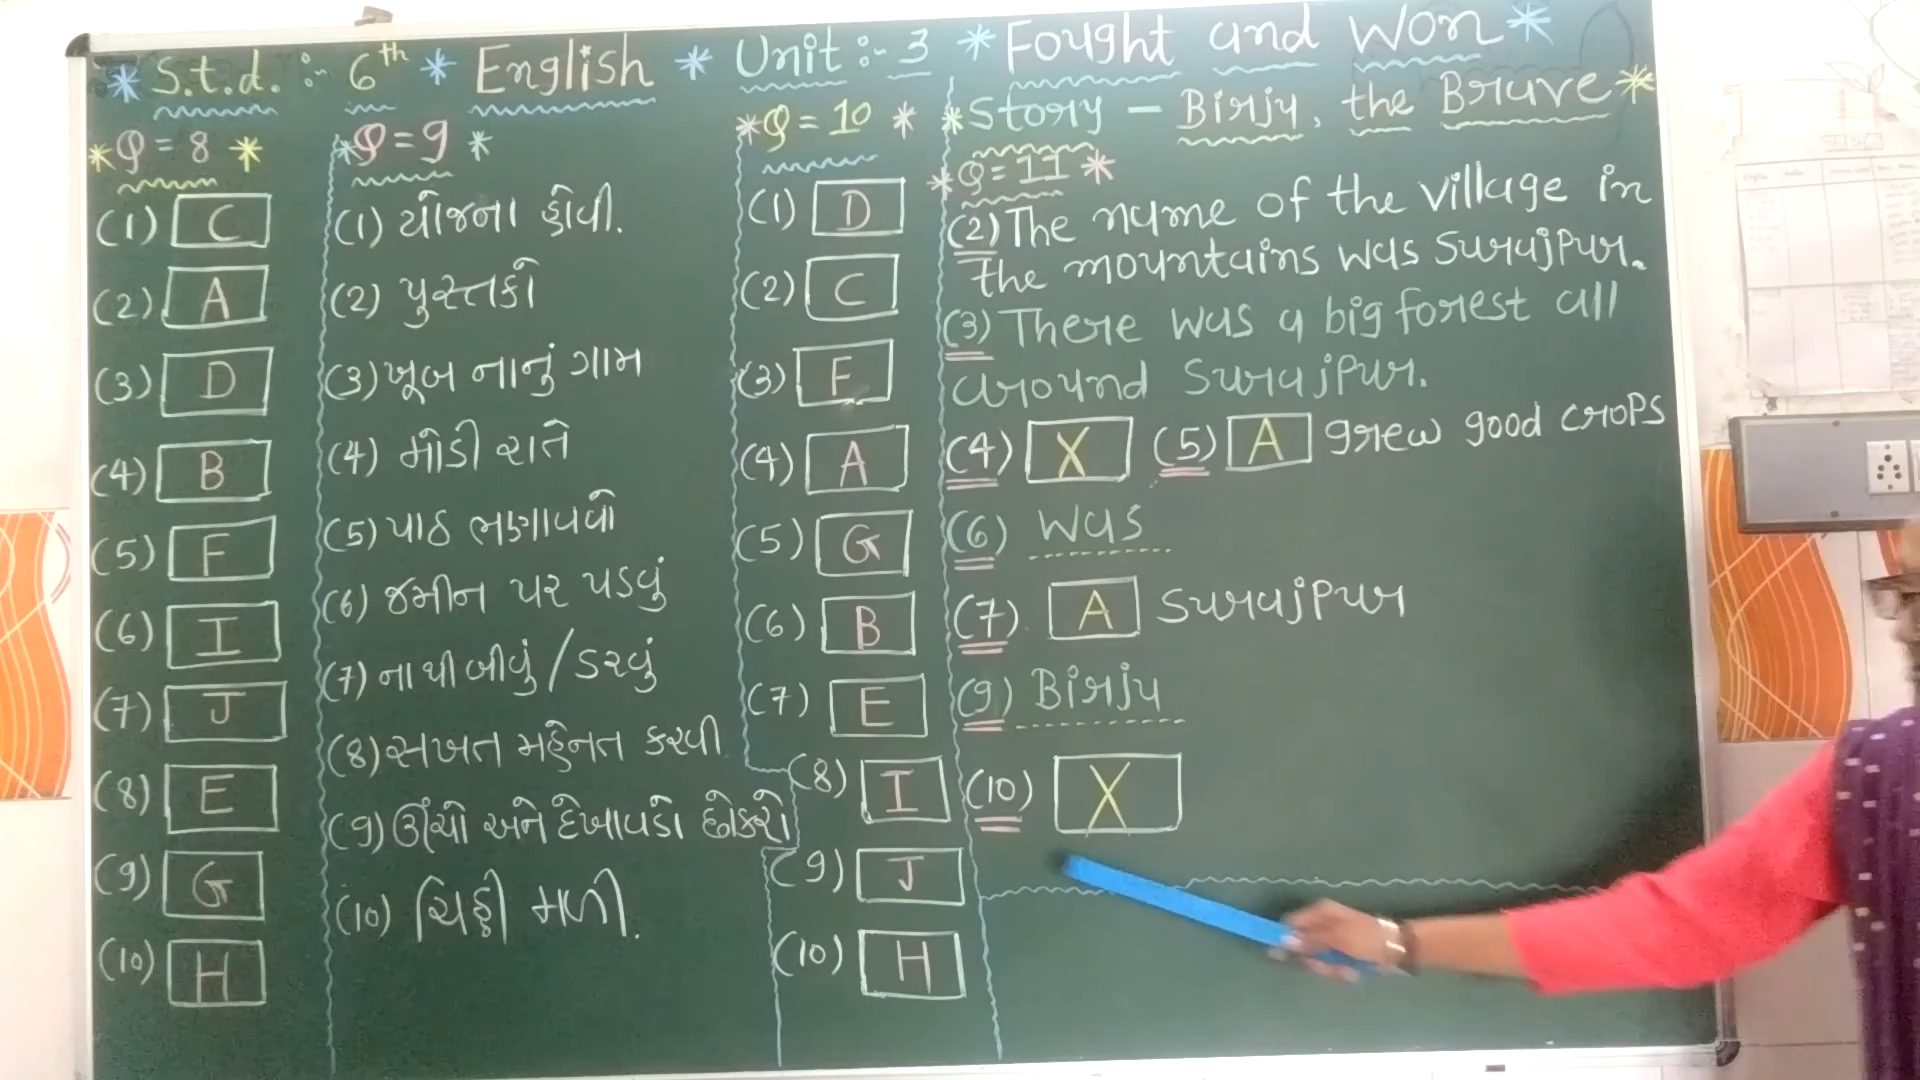 * S.t.d. :- 6th * English * Unit :- 3 * Fought and Won *
* Q = 8 *
(1) C
(2) A
(3) D
(4) B
(5) F
(6) I
(7) J
(8) E
(9) G
(10) H
* Q = 9 *
(1) યોજના હોવી.
(2) પુસ્તકો
(3) ખૂબ નાનું ગામ
(4) મોડી રાતે
(5) પાઠ ભણાવવો
(6) જમીન પર પડવું
(7) નાથી બીવું / ડરવું
(8) સખત મહેનત કરવી
(9) ઊંચો અને દેખાવડો છોકરો
(10) ચિઠ્ઠી મળી.
* Q = 10 *
(1) D
(2) C
(3) F
(4) A
(5) G
(6) B
(7) E
(8) I
(9) J
(10) H
* Story - Birju, the Brave *
* Q = 11 *
(2) The name of the village in
the mountains was Surajpur.
(3) There was a big forest all
around Surajpur.
(4) X (5) A grew good crops
(6) was
(7) A Surajpur
(9) Birju
(10) X